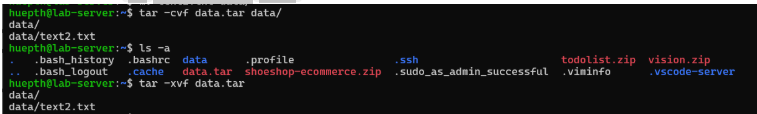 huepth@lab-server:~$ tar -cvf data.tar data/
data/
data/text2.txt
huepth@lab-server:~$ ls -a
. .bash_history .bashrc data .profile .ssh todolist.zip vision.zip
.. .bash_logout .cache data.tar shoeshop-ecommerce.zip .sudo_as_admin_successful .viminfo .vscode-server
huepth@lab-server:~$ tar -xvf data.tar
data/
data/text2.txt